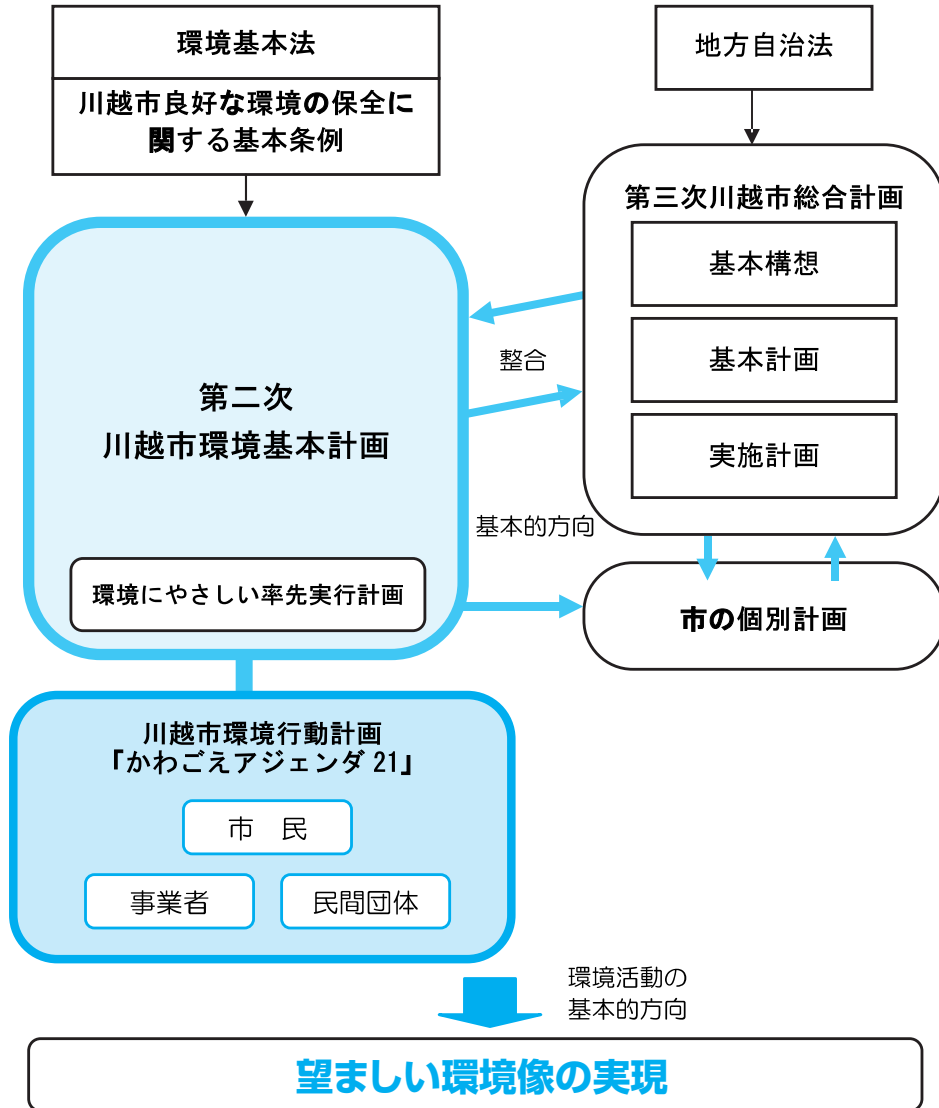 環境基本法
川越市良好な環境の保全に
関する基本条例
地方自治法
第三次川越市総合計画
基本構想
基本計画
実施計画
整合
第二次
川越市環境基本計画
基本的方向
環境にやさしい率先実行計画
市の個別計画
川越市環境行動計画
「かわごえアジェンダ 21」
市　民
事業者
民間団体
環境活動の
基本的方向
望ましい環境像の実現